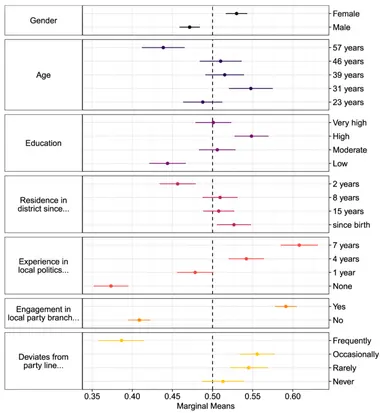 Gender
Female
Male
Age
57 years
46 years
39 years
31 years
23 years
Education
Very high
High
Moderate
Low
Residence in
district since...
2 years
8 years
15 years
since birth
Experience in
local politics...
7 years
4 years
1 year
None
Engagement in
local party branch...
Yes
No
Deviates from
party line...
Frequently
Occasionally
Rarely
Never
0.35 0.40 0.45 0.50 0.55 0.60
Marginal Means